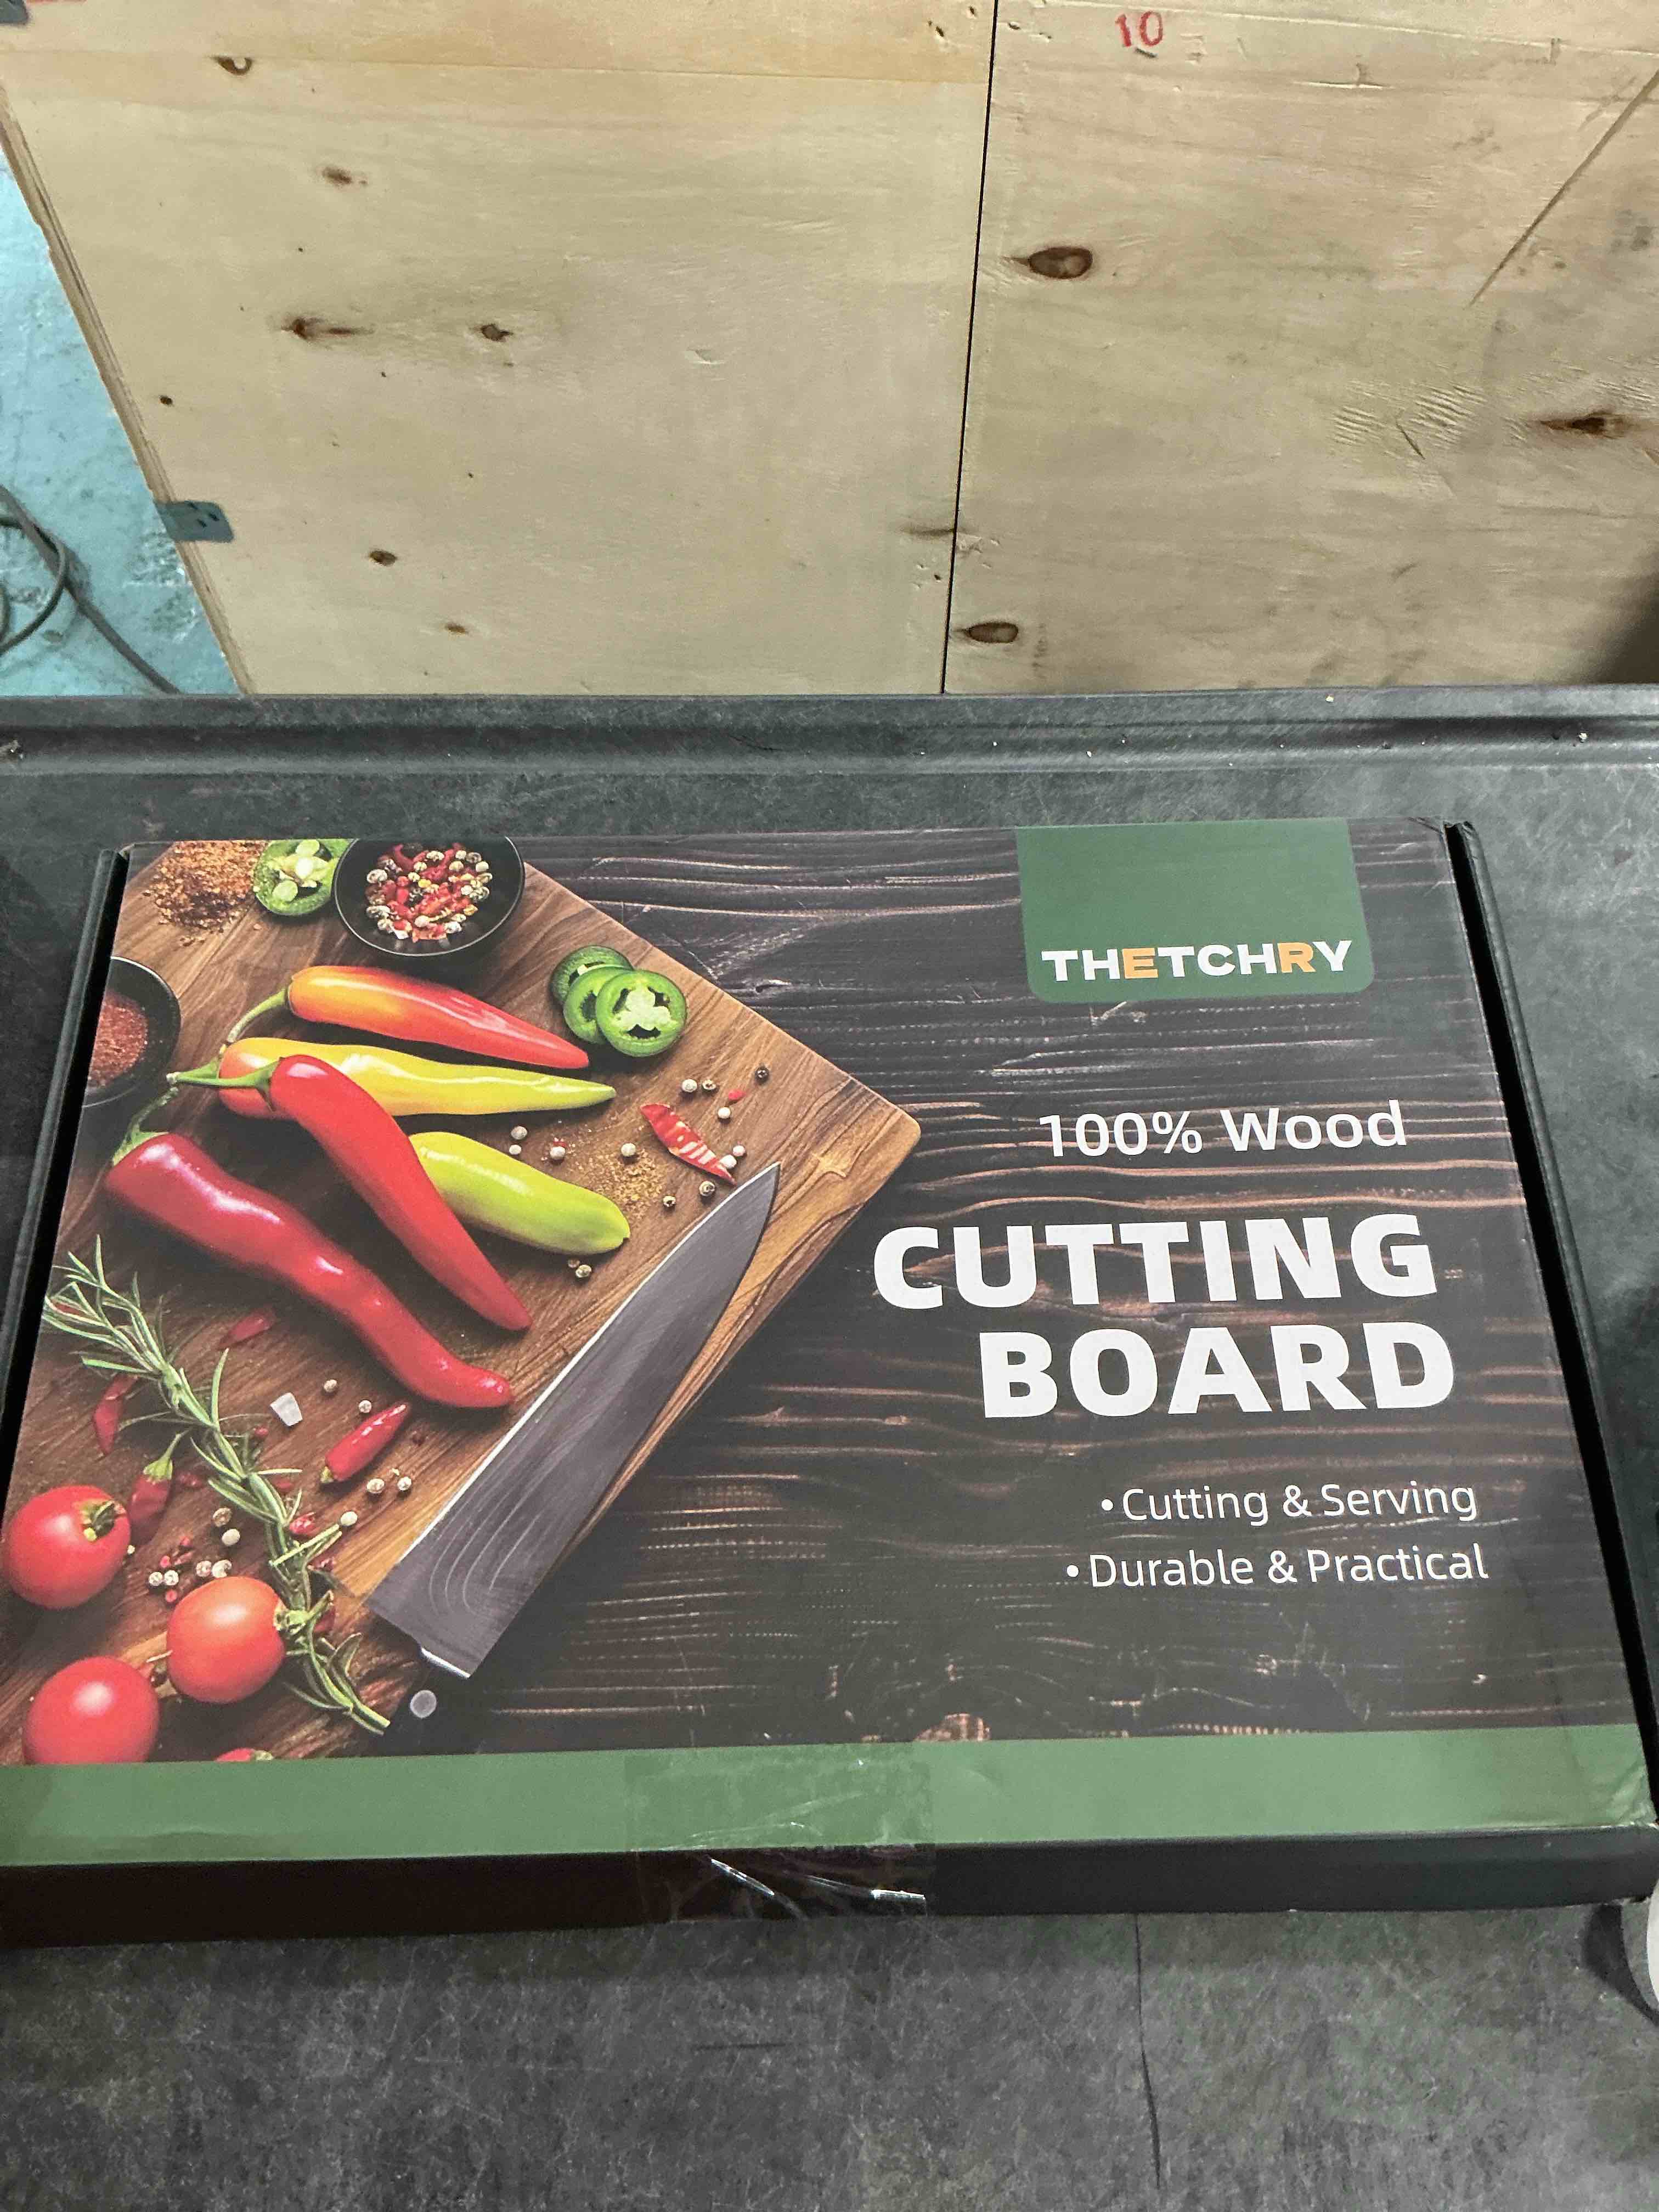 10
THETCHRY
100% Wood
CUTTING
BOARD
• Cutting & Serving
• Durable & Practical